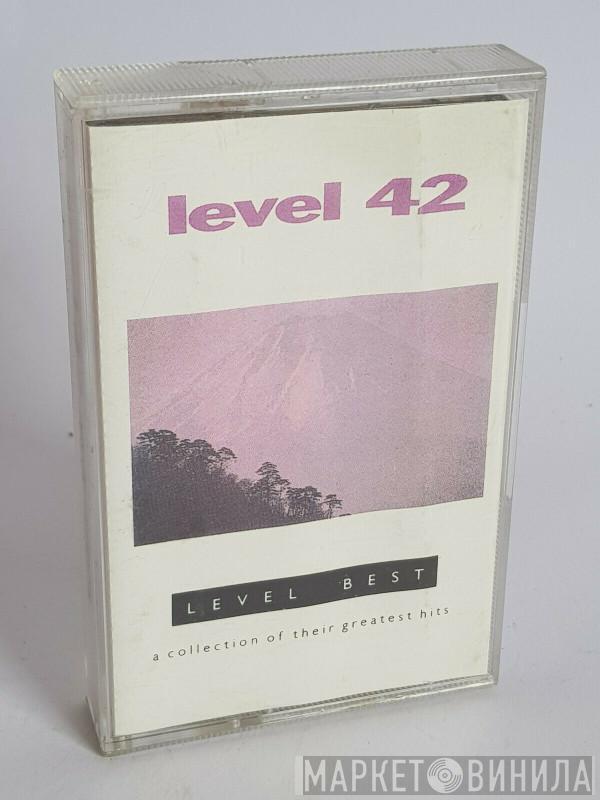 level 42
LEVEL BEST
a collection of their greatest hits
МАРКЕТ ВИНИЛА